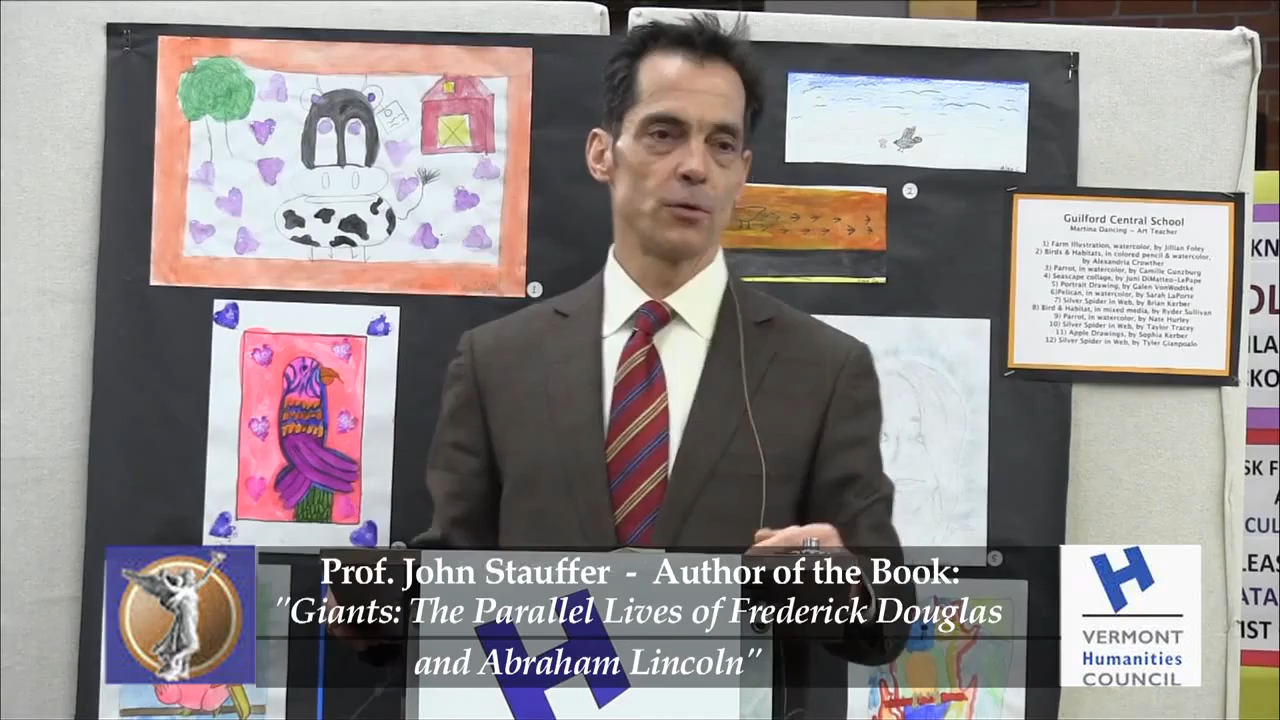 Guilford Central School
Martina Dancing - Art Teacher
1) Farm Illustration, watercolor, by Jillian Foley
2) Birds & Habitats, in colored pencil & watercolor,
by Alexandria Crowther
3) Parrot, in watercolor, by Camille Gunzburg
4) Seascape collage, by Juni DiMatteo-LePape
5) Portrait Drawing, by Galen VonWodtke
6)Pelican, in watercolor, by Sarah LaPorte
7) Silver Spider in Web, by Brian Kerber
8) Bird & Habitat, in mixed media, by Ryder Sullivan
9) Parrot, in watercolor, by Nate Hurley
10) Silver Spider in Web, by Taylor Tracey
11) Apple Drawings, by Sophia Kerber
12) Silver Spider in Web, by Tyler Gianpoalo
1
2
Prof. John Stauffer - Author of the Book:
"Giants: The Parallel Lives of Frederick Douglas
and Abraham Lincoln"
H
H
VERMONT
Humanities
COUNCIL